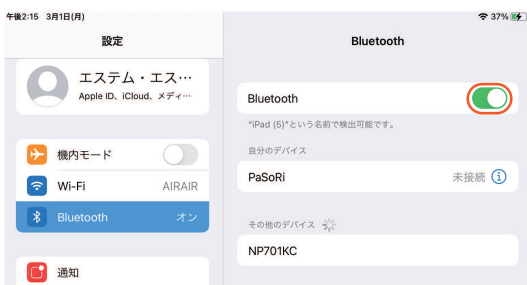 午後2:15 3月1日(月)
37%
設定
エステム・エス…
Apple ID、iCloud、メディ…
機内モード
Wi-Fi AIRAIR
Bluetooth オン
通知
Bluetooth
Bluetooth
"iPad (5)"という名前で検出可能です。
自分のデバイス
PaSoRi 未接続
その他のデバイス
NP701KC